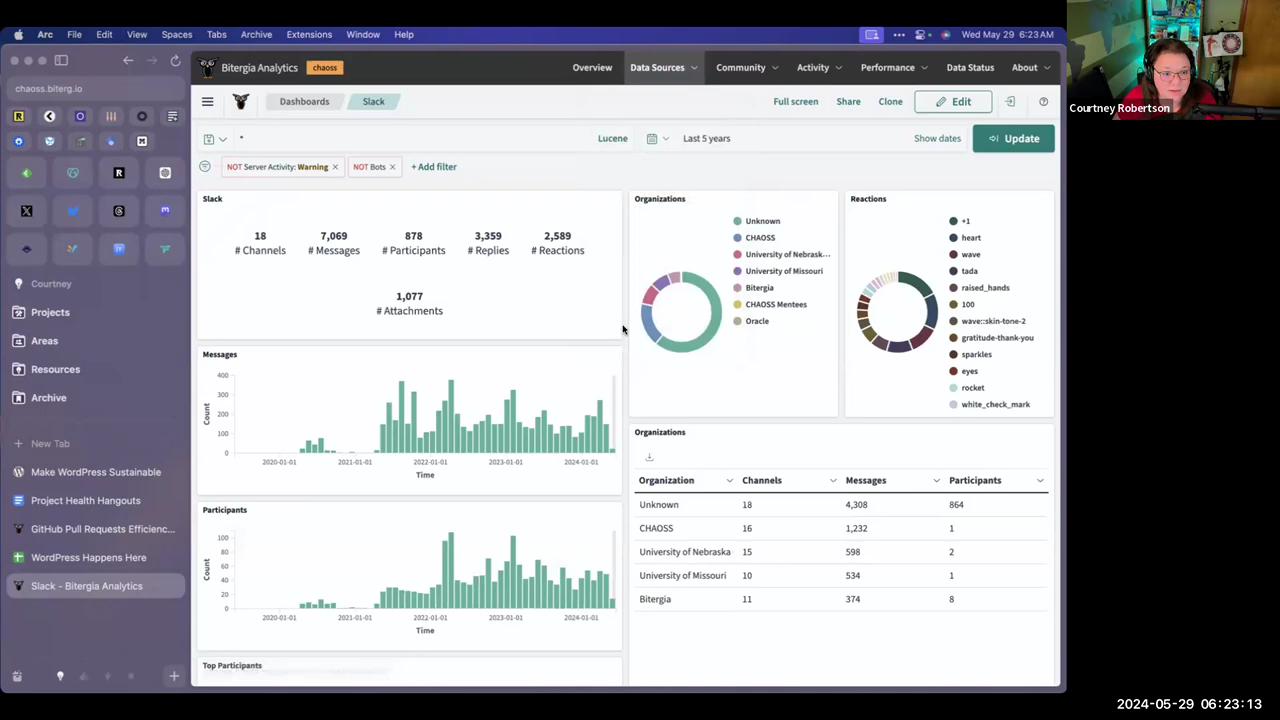 Arc File Edit View Spaces Tabs Archive Extensions Window Help Wed May 29 6:23 AM
chaoss.biterg.io
Courtney
Projects
Areas
Resources
Archive
New Tab
Make WordPress Sustainable
Project Health Hangouts
GitHub Pull Requests Efficienc...
WordPress Happens Here
Slack - Bitergia Analytics
Bitergia Analytics chaoss Overview Data Sources Community Activity Performance Data Status About
Dashboards Slack Full screen Share Clone Edit
* Lucene Last 5 years Show dates Update
NOT Server Activity: Warning × NOT Bots × + Add filter
Slack
18 7,069 878 3,359 2,589
# Channels # Messages # Participants # Replies # Reactions
1,077
# Attachments
Messages
Count
400
300
200
100
0
2020-01-01 2021-01-01 2022-01-01 2023-01-01 2024-01-01
Time
Participants
Count
100
80
60
40
20
0
2020-01-01 2021-01-01 2022-01-01 2023-01-01 2024-01-01
Time
Top Participants
Organizations
Unknown
CHAOSS
University of Nebrask...
University of Missouri
Bitergia
CHAOSS Mentees
Oracle
Reactions
+1
heart
wave
tada
raised_hands
100
wave::skin-tone-2
gratitude-thank-you
sparkles
eyes
rocket
white_check_mark
Organizations
Organization Channels Messages Participants
Unknown 18 4,308 864
CHAOSS 16 1,232 1
University of Nebraska 15 598 2
University of Missouri 10 534 1
Bitergia 11 374 8
Courtney Robertson
2024-05-29 06:23:13